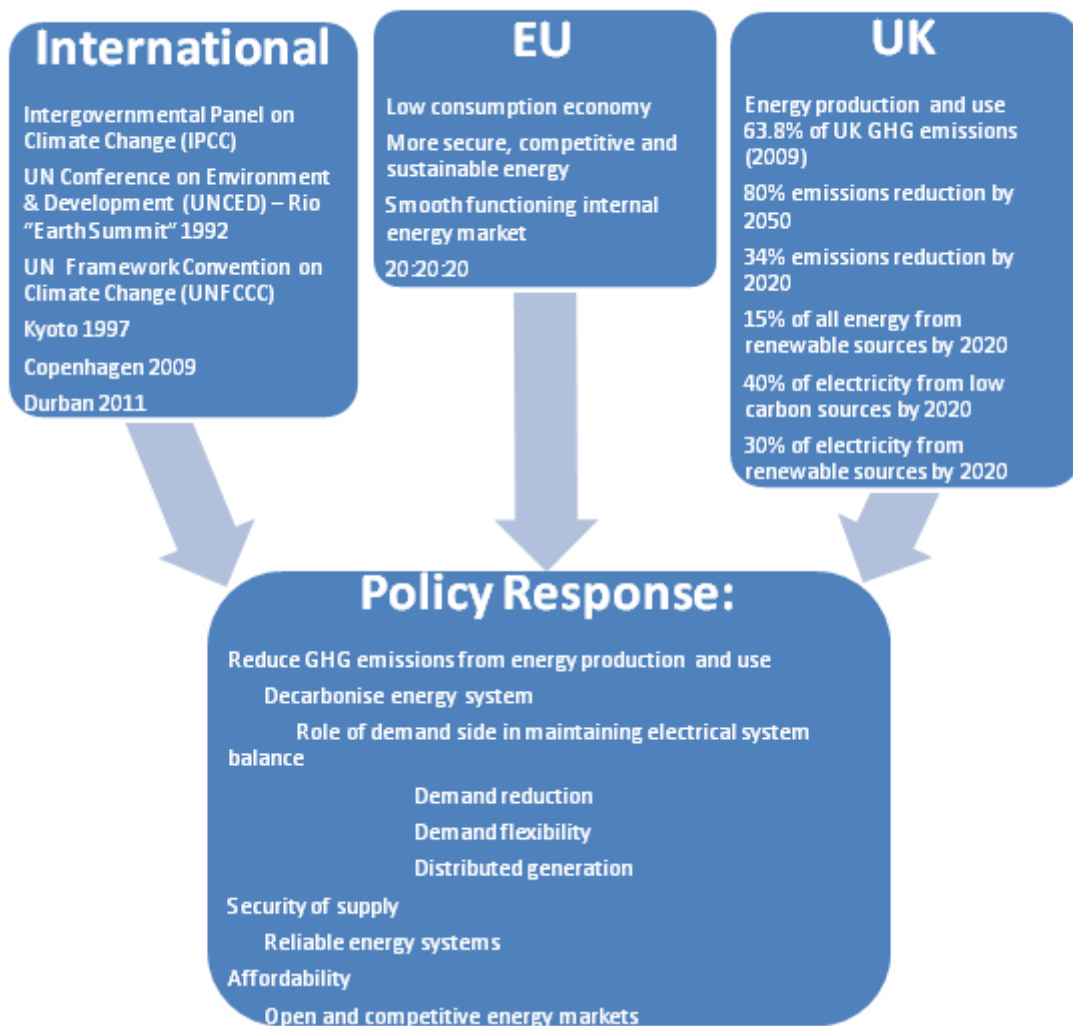 International
Intergovernmental Panel on
Climate Change (IPCC)
UN Conference on Environment
& Development (UNCED) – Rio
“Earth Summit” 1992
UN Framework Convention on
Climate Change (UNFCCC)
Kyoto 1997
Copenhagen 2009
Durban 2011
EU
Low consumption economy
More secure, competitive and
sustainable energy
Smooth functioning internal
energy market
20:20:20
UK
Energy production and use
63.8% of UK GHG emissions
(2009)
80% emissions reduction by
2050
34% emissions reduction by
2020
15% of all energy from
renewable sources by 2020
40% of electricity from low
carbon sources by 2020
30% of electricity from
renewable sources by 2020
Policy Response:
Reduce GHG emissions from energy production and use
Decarbonise energy system
Role of demand side in maintaining electrical system
balance
Demand reduction
Demand flexibility
Distributed generation
Security of supply
Reliable energy systems
Affordability
Open and competitive energy markets